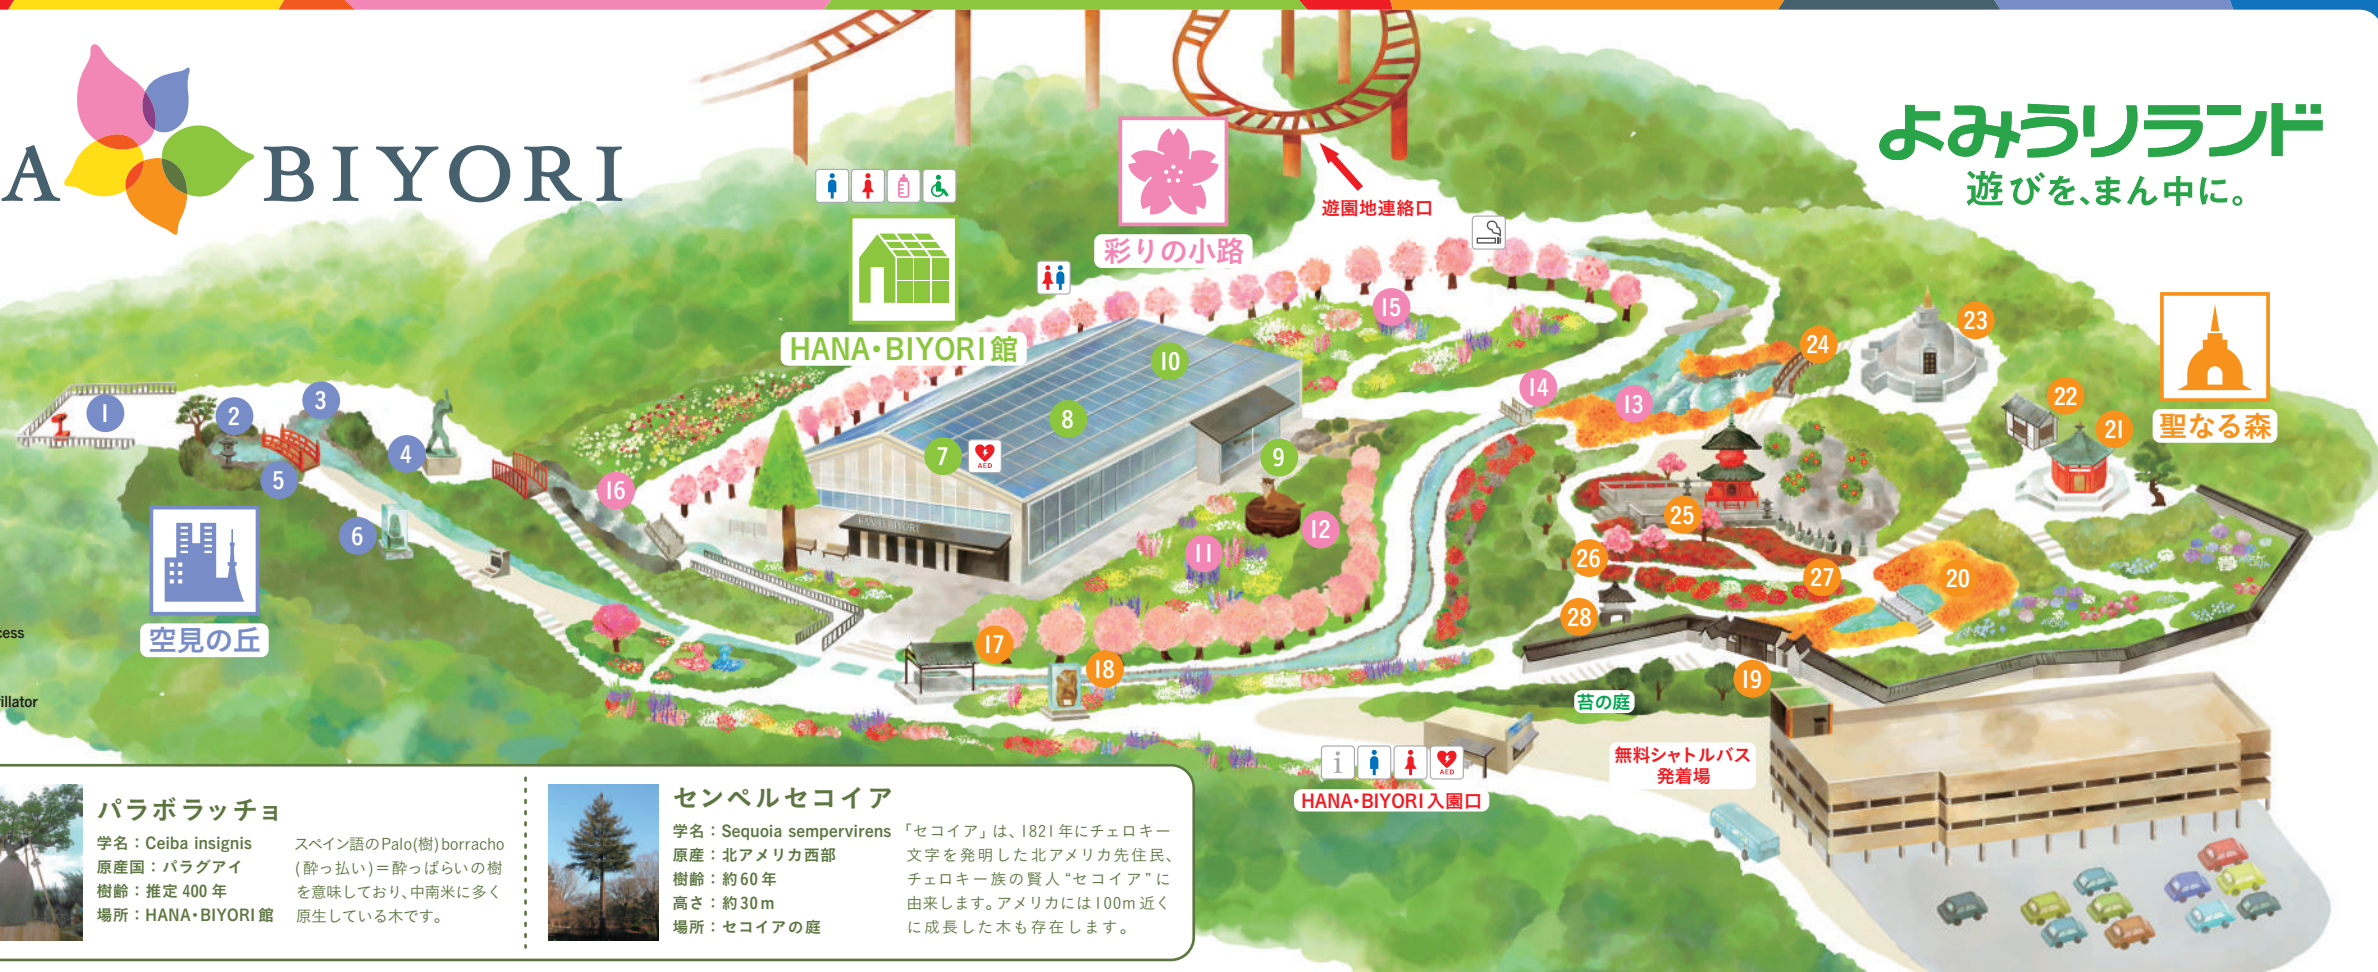 A BIYORI
よみうりランド
遊びを、まん中に。
遊園地連絡口
彩りの小路
HANA・BIYORI館
聖なる森
空見の丘
1
2
3
4
5
6
7
8
9
10
11
12
13
14
15
16
17
18
19
20
21
22
23
24
25
26
27
28
AED
HANA・BIYORI
cess
illator
苔の庭
無料シャトルバス
発着場
i
AED
HANA・BIYORI入園口
パラボラッチョ
学名：Ceiba insignis
原産国：パラグアイ
樹齢：推定 400 年
場所：HANA・BIYORI館
スペイン語のPalo(樹)borracho
(酔っ払い)＝酔っぱらいの樹
を意味しており、中南米に多く
原生している木です。
センペルセコイア
学名：Sequoia sempervirens
原産：北アメリカ西部
樹齢：約60年
高さ：約30m
場所：セコイアの庭
「セコイア」は、1821年にチェロキー
文字を発明した北アメリカ先住民、
チェロキー族の賢人“セコイア”に
由来します。アメリカには100m近く
に成長した木も存在します。